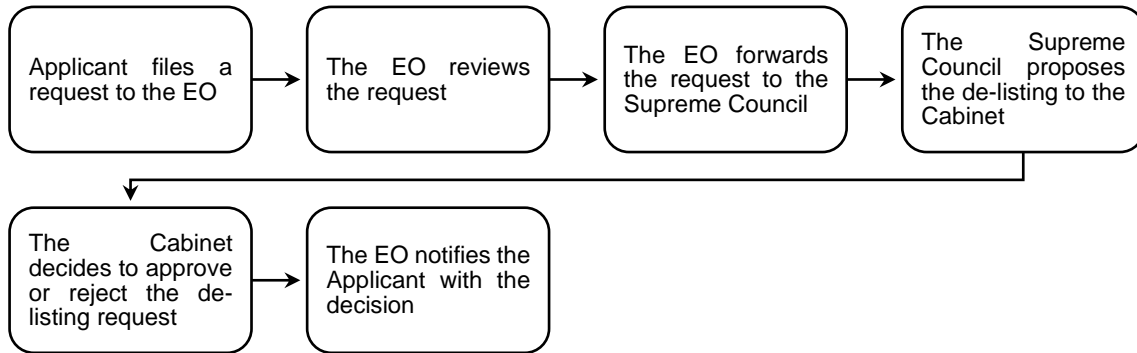 Applicant files a
request to the EO
The EO reviews
the request
The EO forwards
the request to the
Supreme Council
The Supreme
Council proposes
the de-listing to the
Cabinet
The Cabinet
decides to approve
or reject the de-
listing request
The EO notifies the
Applicant with the
decision